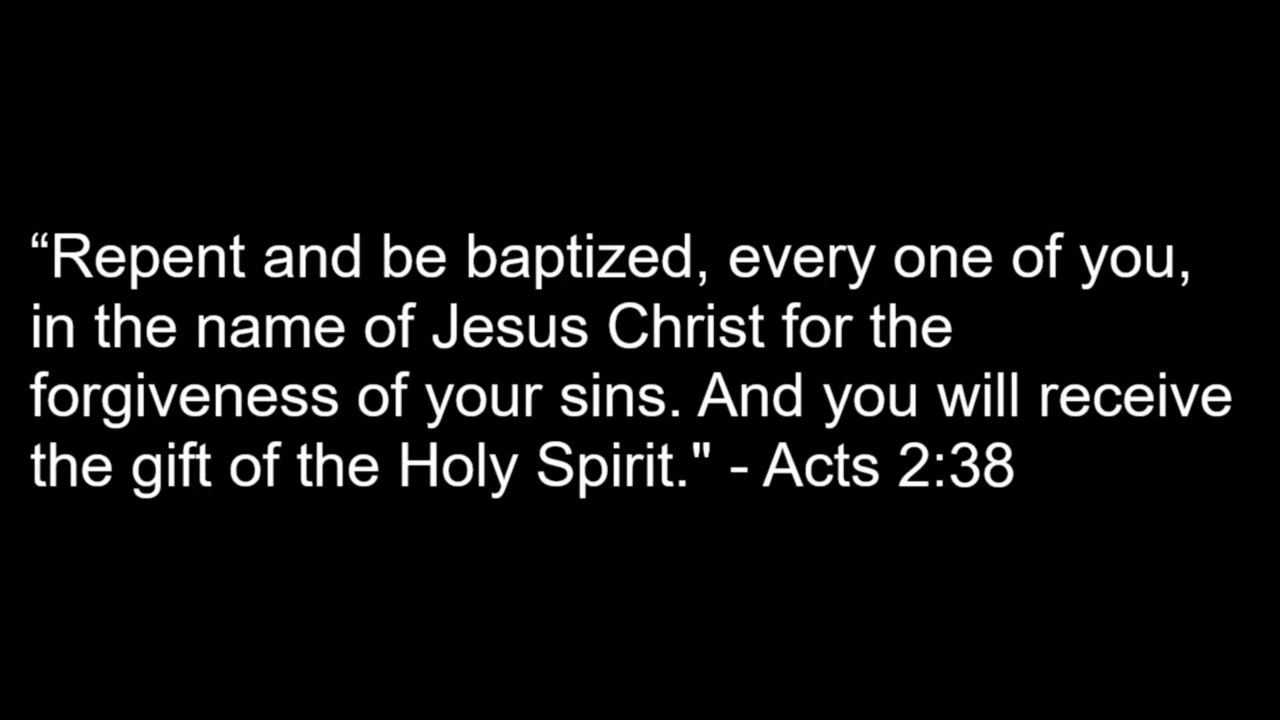 “Repent and be baptized, every one of you,
in the name of Jesus Christ for the
forgiveness of your sins. And you will receive
the gift of the Holy Spirit." - Acts 2:38